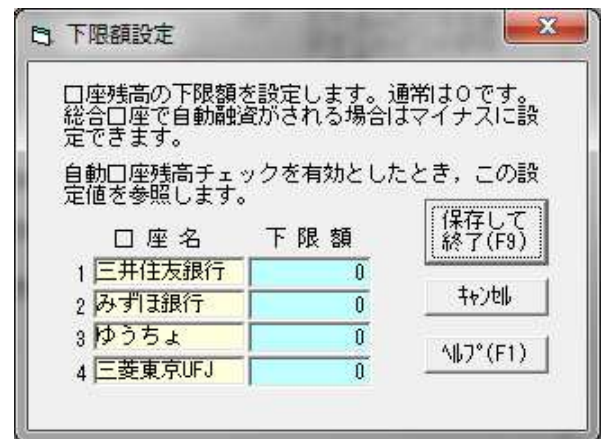 下限額設定
口座残高の下限額を設定します。通常は0です。
総合口座で自動融資がされる場合はマイナスに設
定できます。
自動口座残高チェックを有効としたとき，この設
定値を参照します。
口 座 名 下 限 額
1 三井住友銀行 0
2 みずほ銀行 0
3 ゆうちょ 0
4 三菱東京UFJ 0
保存して
終了(F9)
ｷｬﾝｾﾙ
ﾍﾙﾌﾟ(F1)